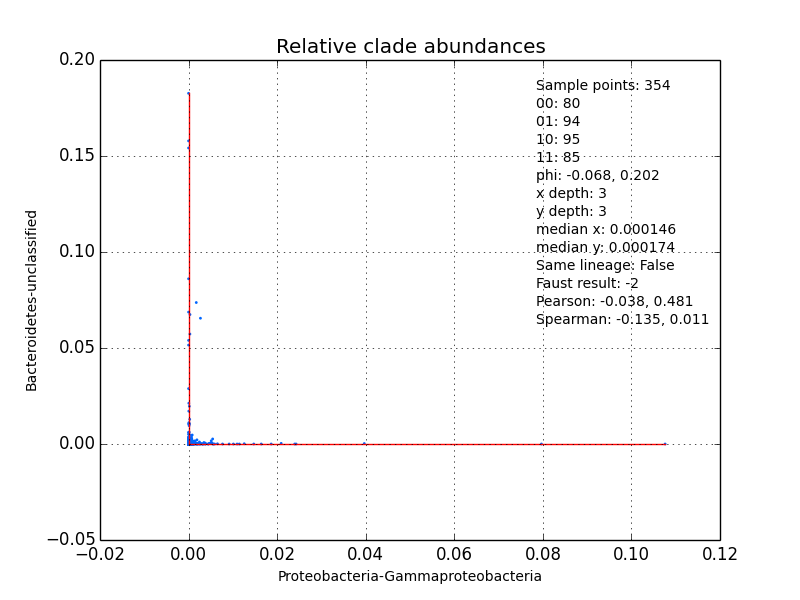 Relative clade abundances
0.20
0.15
0.10
0.05
0.00
−0.05
Bacteroidetes-unclassified
Sample points: 354
00: 80
01: 94
10: 95
11: 85
phi: -0.068, 0.202
x depth: 3
y depth: 3
median x: 0.000146
median y: 0.000174
Same lineage: False
Faust result: -2
Pearson: -0.038, 0.481
Spearman: -0.135, 0.011
−0.02 0.00 0.02 0.04 0.06 0.08 0.10 0.12
Proteobacteria-Gammaproteobacteria